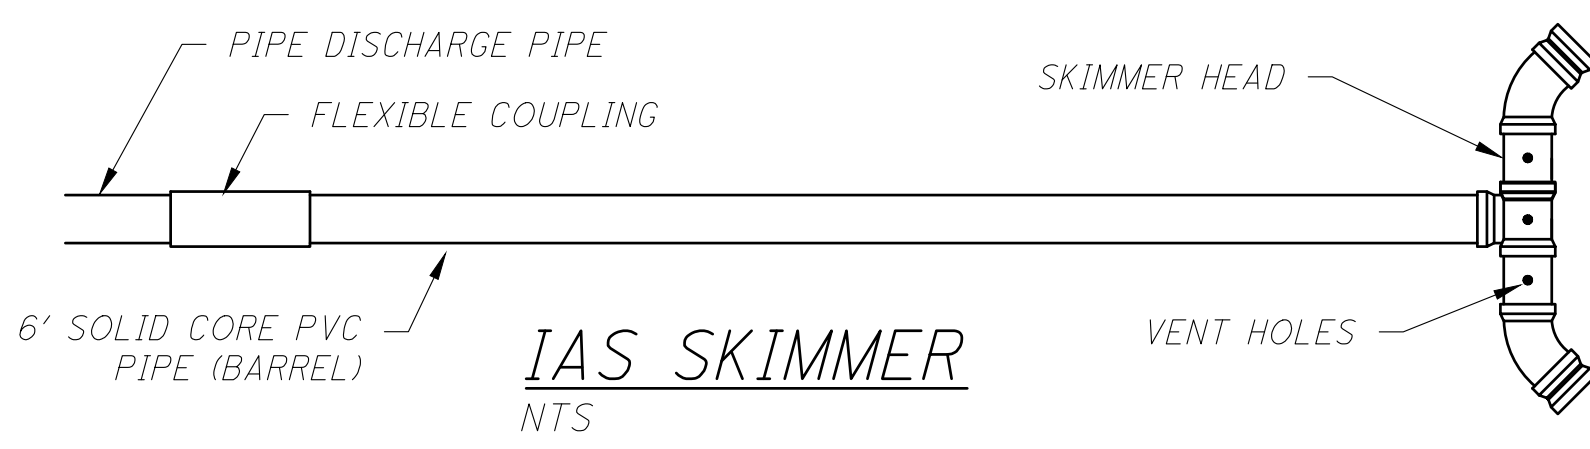 PIPE DISCHARGE PIPE
FLEXIBLE COUPLING
SKIMMER HEAD
6' SOLID CORE PVC
PIPE (BARREL)
VENT HOLES
IAS SKIMMER
NTS